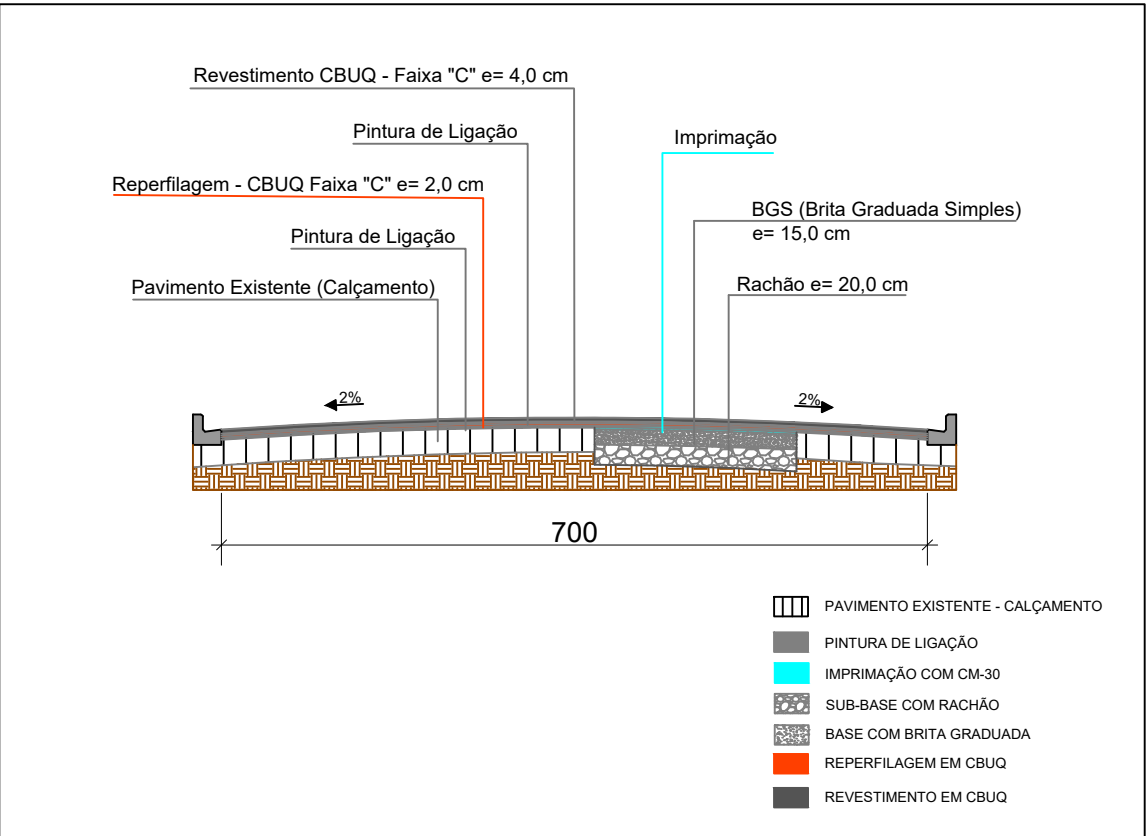 Revestimento CBUQ - Faixa "C" e= 4,0 cm
Pintura de Ligação
Imprimação
Reperfilagem - CBUQ Faixa "C" e= 2,0 cm
BGS (Brita Graduada Simples)
e= 15,0 cm
Pintura de Ligação
Pavimento Existente (Calçamento)
Rachão e= 20,0 cm
2%
2%
700
PAVIMENTO EXISTENTE - CALÇAMENTO
PINTURA DE LIGAÇÃO
IMPRIMAÇÃO COM CM-30
SUB-BASE COM RACHÃO
BASE COM BRITA GRADUADA
REPERFILAGEM EM CBUQ
REVESTIMENTO EM CBUQ